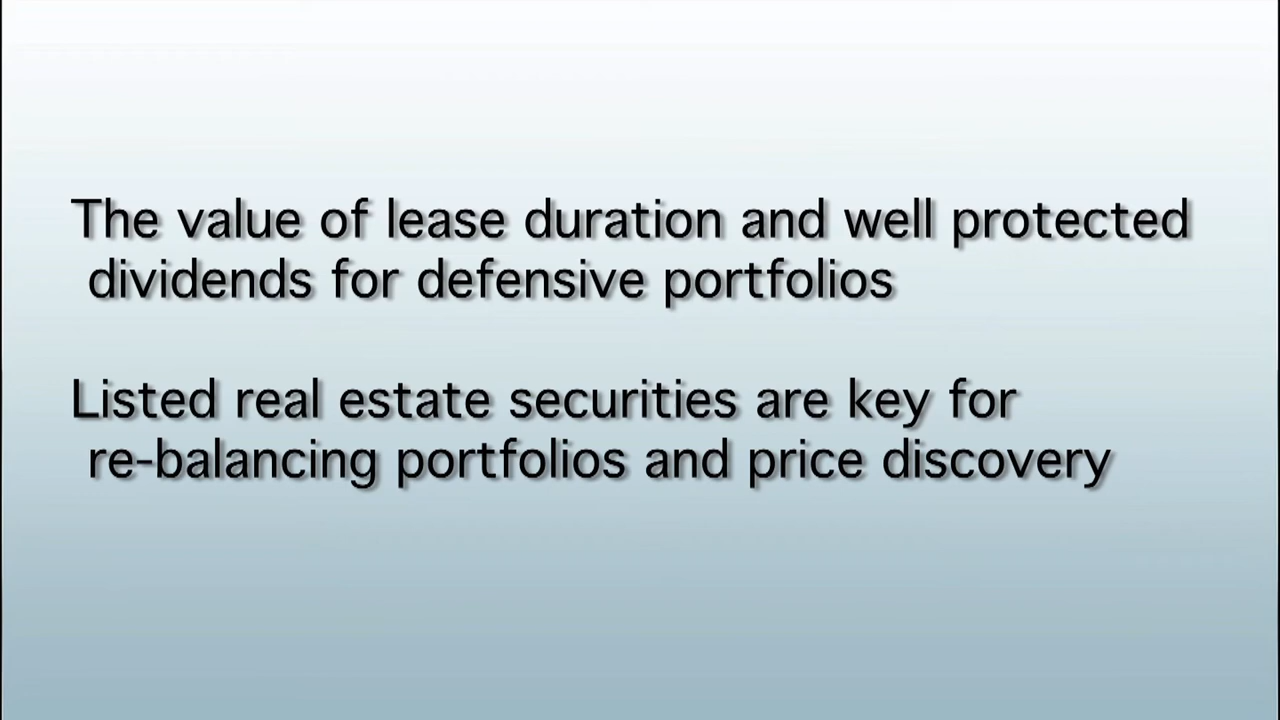 The value of lease duration and well protected
dividends for defensive portfolios
Listed real estate securities are key for
re-balancing portfolios and price discovery